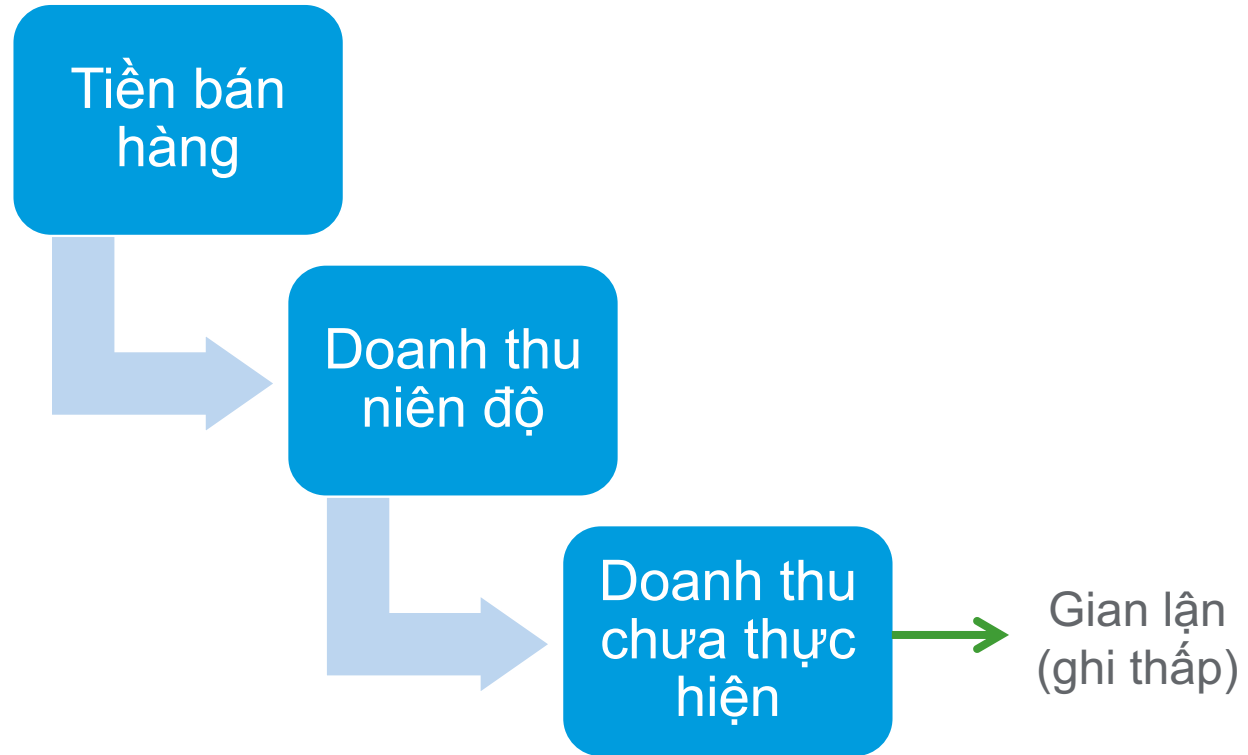 Tiền bán
hàng
Doanh thu
niên độ
Doanh thu
chưa thực
hiện
Gian lận
(ghi thấp)